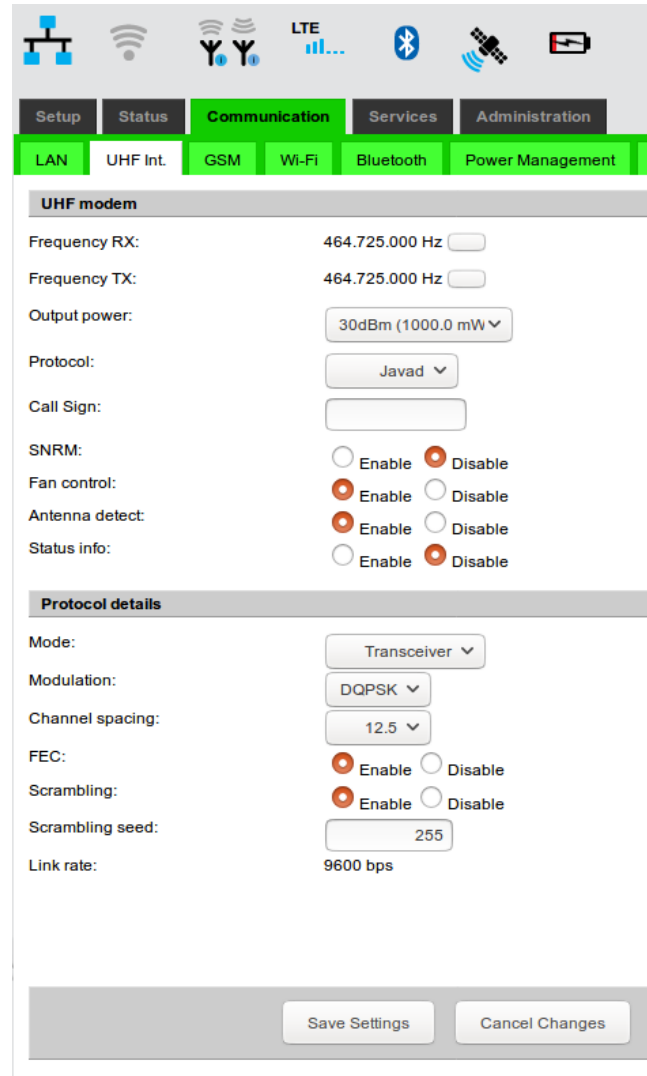 LTE
Setup Status Communication Services Administration
LAN UHF Int. GSM Wi-Fi Bluetooth Power Management
UHF modem
Frequency RX: 464.725.000 Hz
Frequency TX: 464.725.000 Hz
Output power: 30dBm (1000.0 mW
Protocol: Javad
Call Sign:
SNRM: Enable Disable
Fan control: Enable Disable
Antenna detect: Enable Disable
Status info: Enable Disable
Protocol details
Mode: Transceiver
Modulation: DQPSK
Channel spacing: 12.5
FEC: Enable Disable
Scrambling: Enable Disable
Scrambling seed: 255
Link rate: 9600 bps
Save Settings Cancel Changes